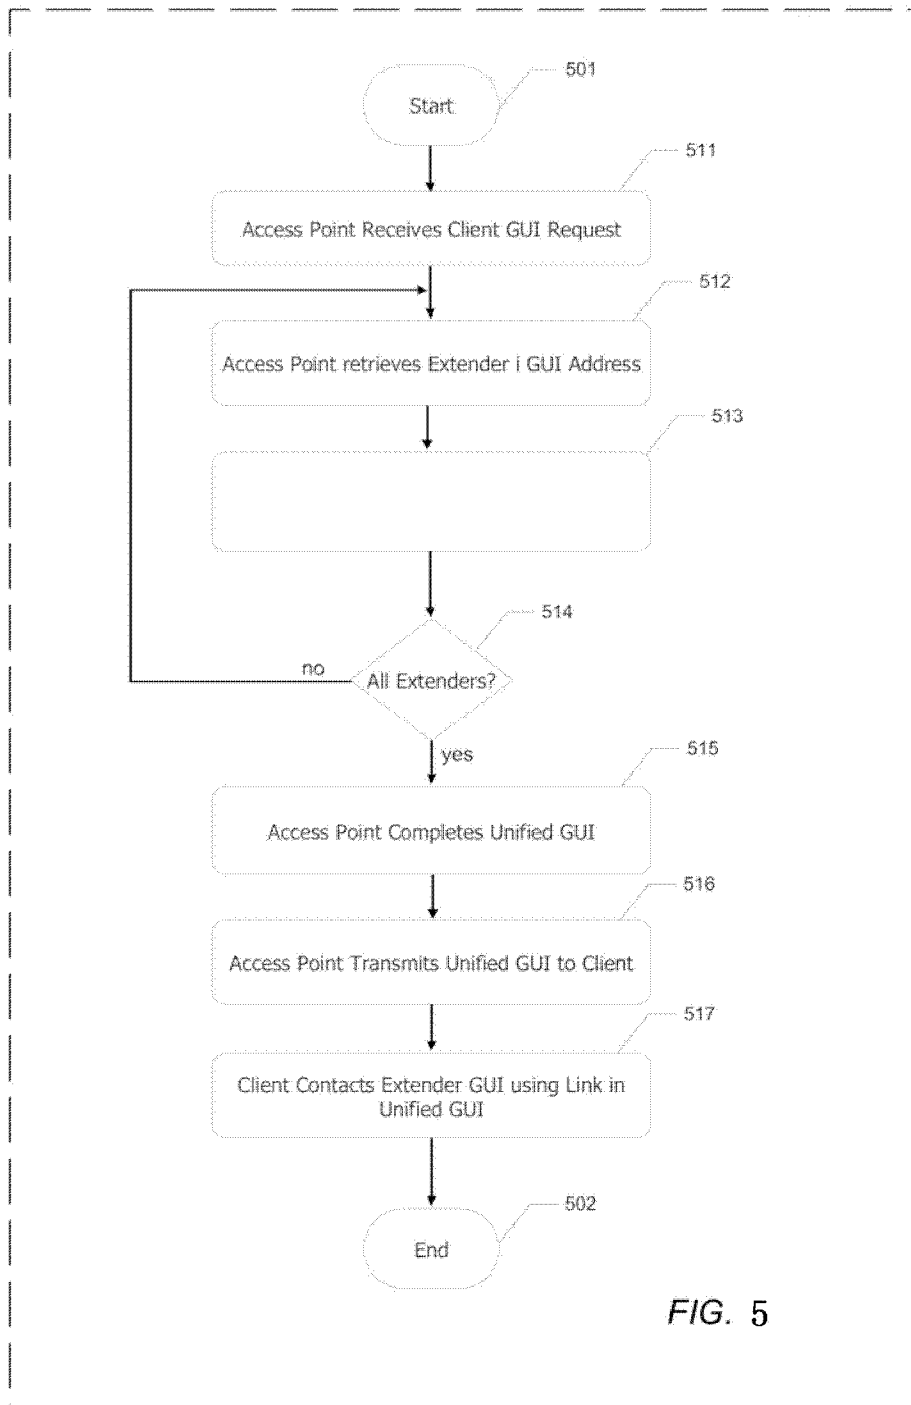 501
Start
511
Access Point Receives Client GUI Request
512
Access Point retrieves Extender i GUI Address
513
514
no
All Extenders?
yes
515
Access Point Completes Unified GUI
516
Access Point Transmits Unified GUI to Client
517
Client Contacts Extender GUI using Link in
Unified GUI
502
End
FIG. 5